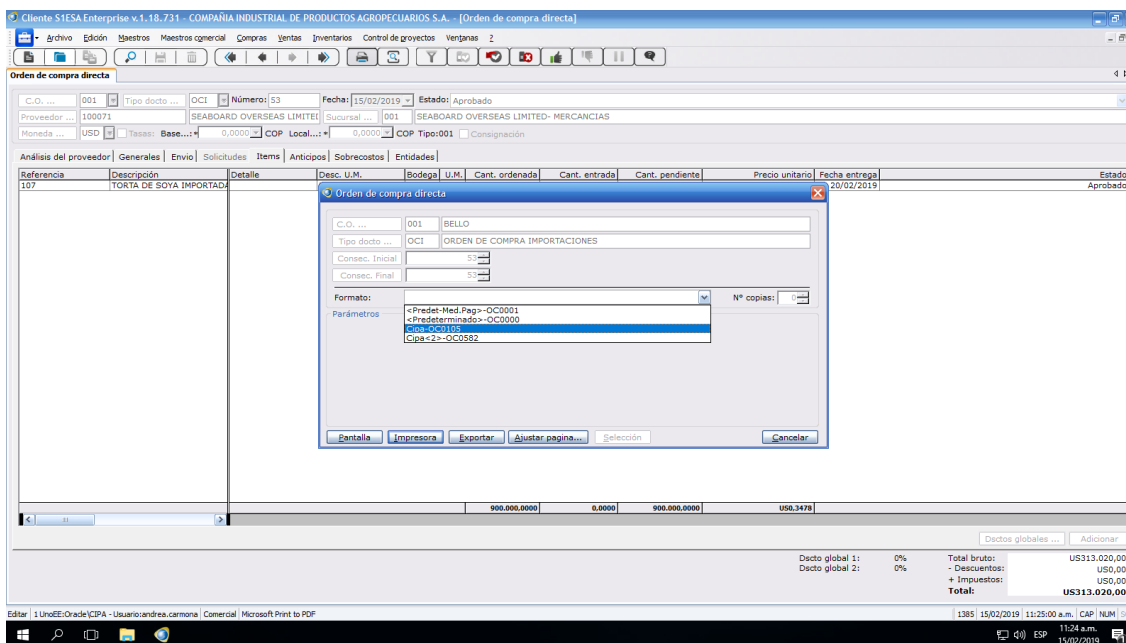 Cliente S1ESA Enterprise v.1.18.731 - COMPAÑIA INDUSTRIAL DE PRODUCTOS AGROPECUARIOS S.A. - [Orden de compra directa]
Archivo Edición Maestros Maestros comercial Compras Ventas Inventarios Control de proyectos Ventanas ?
Orden de compra directa
C.O. ... 001 Tipo docto ... OCI Número: 53 Fecha: 15/02/2019 Estado: Aprobado
Proveedor ... 100071 SEABOARD OVERSEAS LIMITED Sucursal ... 001 SEABOARD OVERSEAS LIMITED- MERCANCIAS
Moneda ... USD Tasas: Base...:* 0,0000 COP Local...:* 0,0000 COP Tipo:001 Consignación
Análisis del proveedor Generales Envio Solicitudes Items Anticipos Sobrecostos Entidades
Referencia Descripción Detalle Desc. U.M. Bodega U.M. Cant. ordenada Cant. entrada Cant. pendiente Precio unitario Fecha entrega Estado
107 TORTA DE SOYA IMPORTADA 20/02/2019 Aprobado
Orden de compra directa
C.O. ... 001 BELLO
Tipo docto ... OCI ORDEN DE COMPRA IMPORTACIONES
Consec. Inicial 53
Consec. Final 53
Formato: Nº copias: 0
Parámetros
<Predet-Med.Pag>-OC0001
<Predeterminado>-OC0000
Cipa-OC0105
Cipa<2>-OC0582
Pantalla Impresora Exportar Ajustar pagina... Selección Cancelar
900.000,0000 0,0000 900.000,0000 US0,3478
Dsctos globales ... Adicionar
Dscto global 1: 0% Total bruto: US313.020,00
Dscto global 2: 0% - Descuentos: US0,00
+ Impuestos: US0,00
Total: US313.020,00
Editar 1 UnoEE:Oracle\CIPA - Usuario:andrea.carmona Comercial Microsoft Print to PDF 1385 15/02/2019 11:25:00 a.m. CAP NUM
ESP 11:24 a.m.
15/02/2019